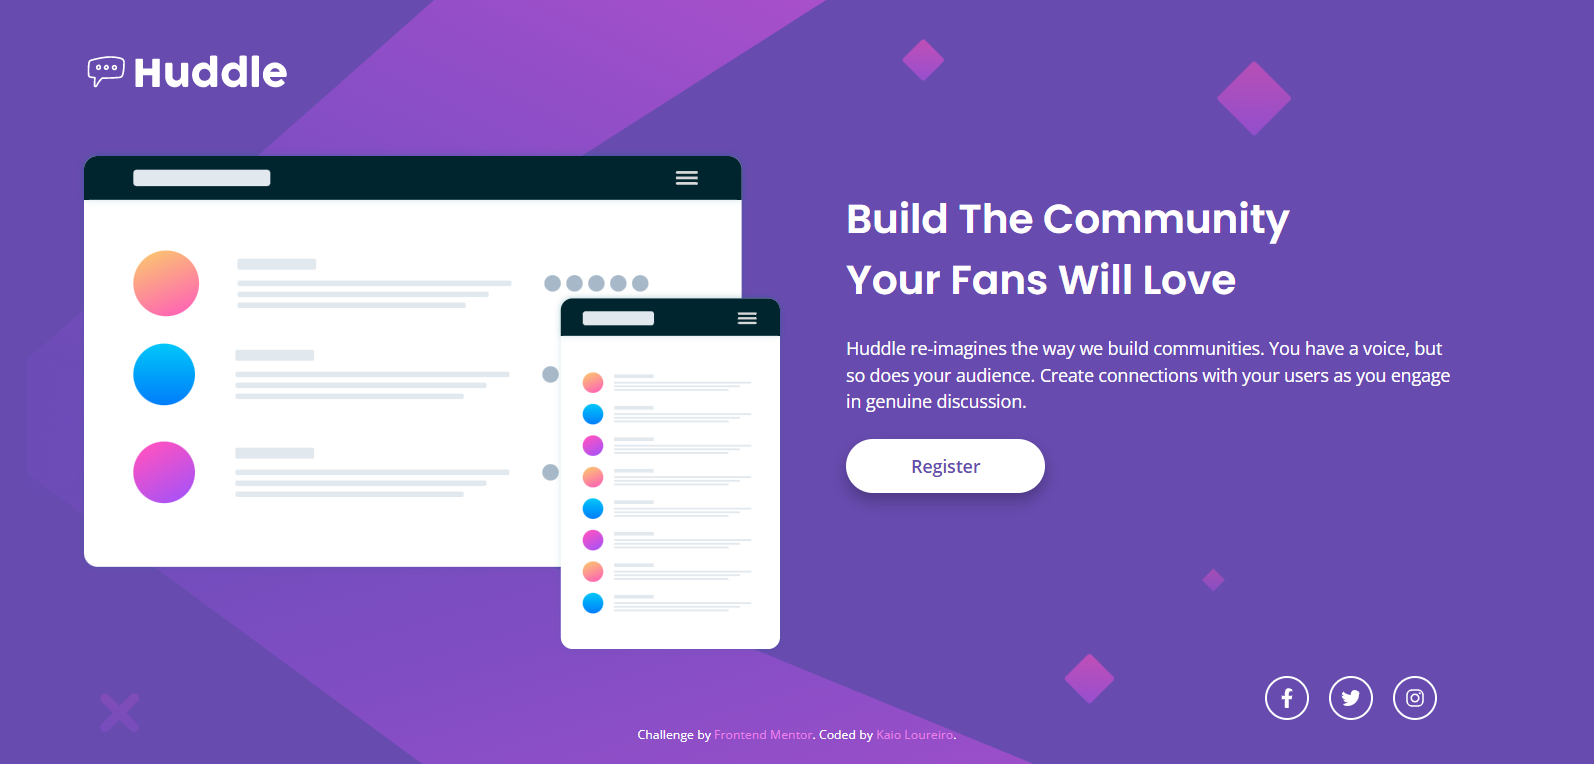 Huddle
Build The Community
Your Fans Will Love
Huddle re-imagines the way we build communities. You have a voice, but
so does your audience. Create connections with your users as you engage
in genuine discussion.
Register
Challenge by Frontend Mentor. Coded by Kaio Loureiro.